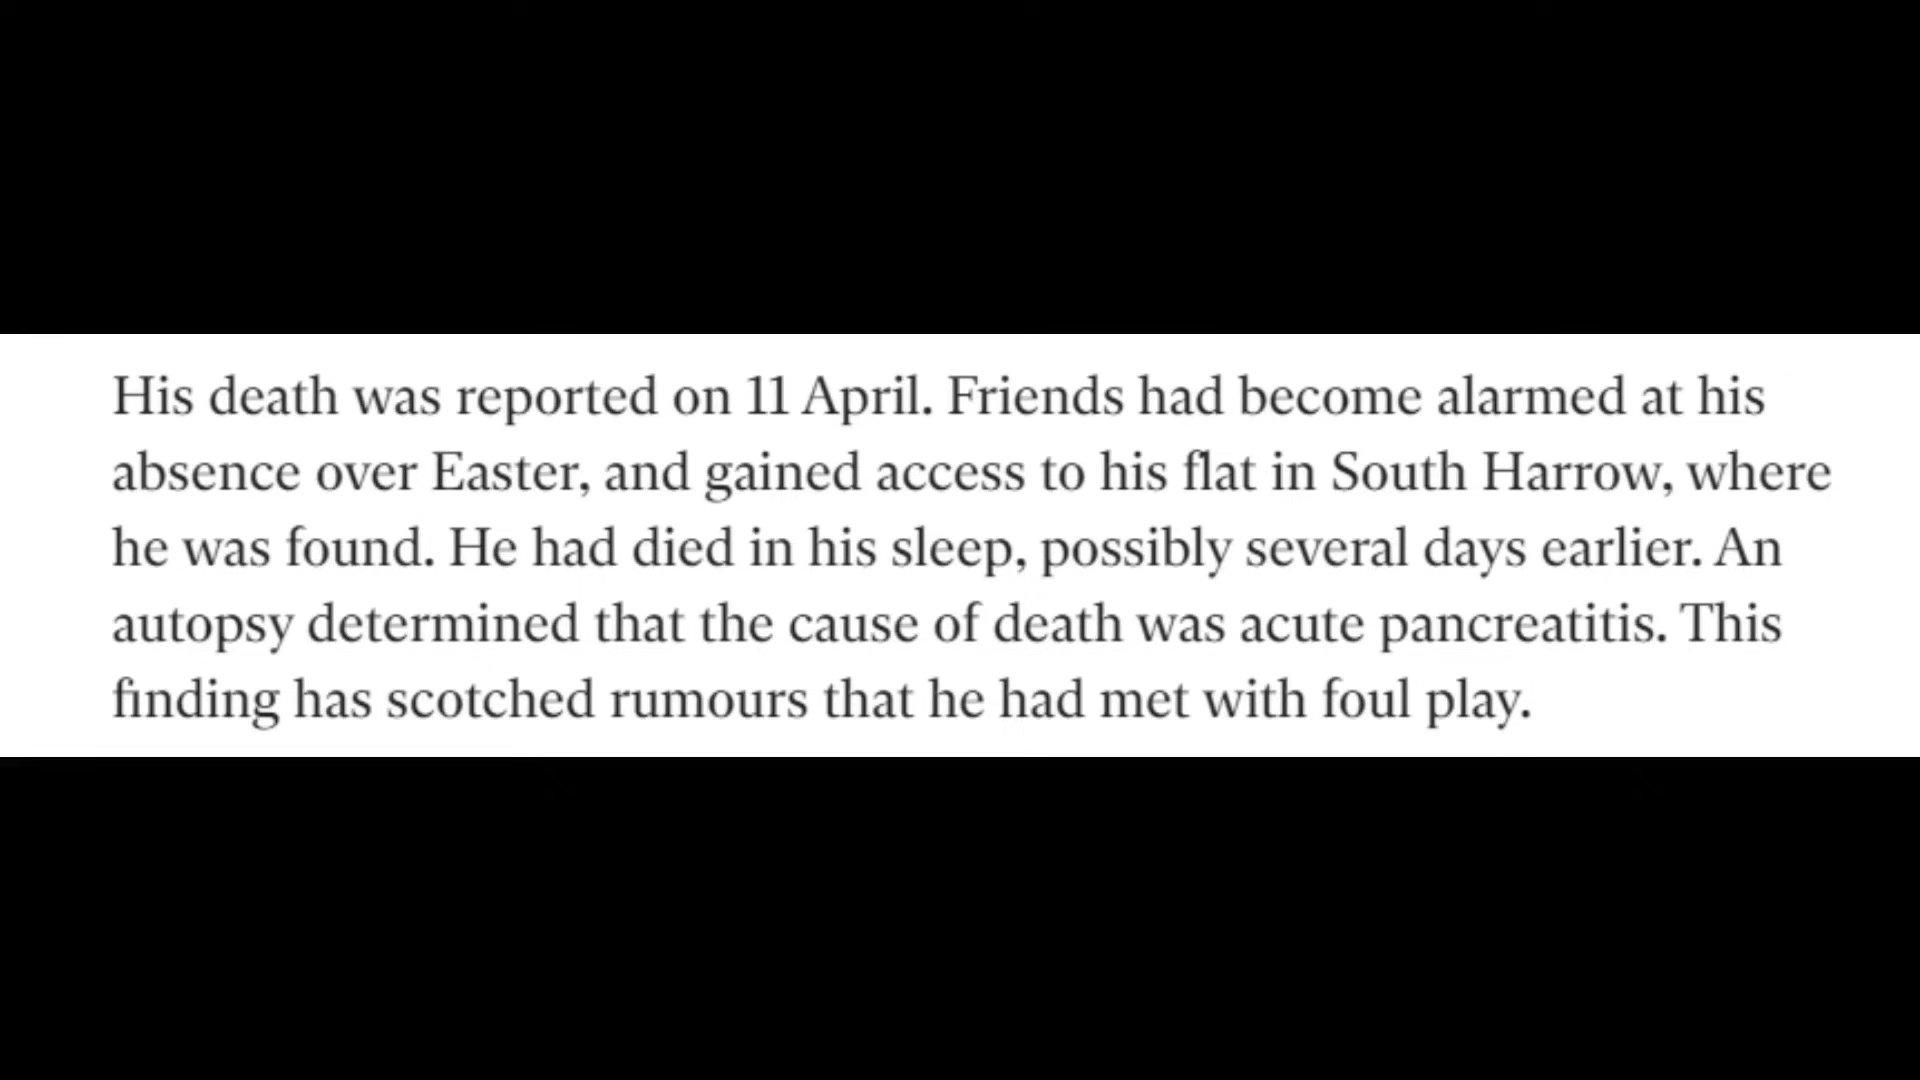 His death was reported on 11 April. Friends had become alarmed at his
absence over Easter, and gained access to his flat in South Harrow, where
he was found. He had died in his sleep, possibly several days earlier. An
autopsy determined that the cause of death was acute pancreatitis. This
finding has scotched rumours that he had met with foul play.